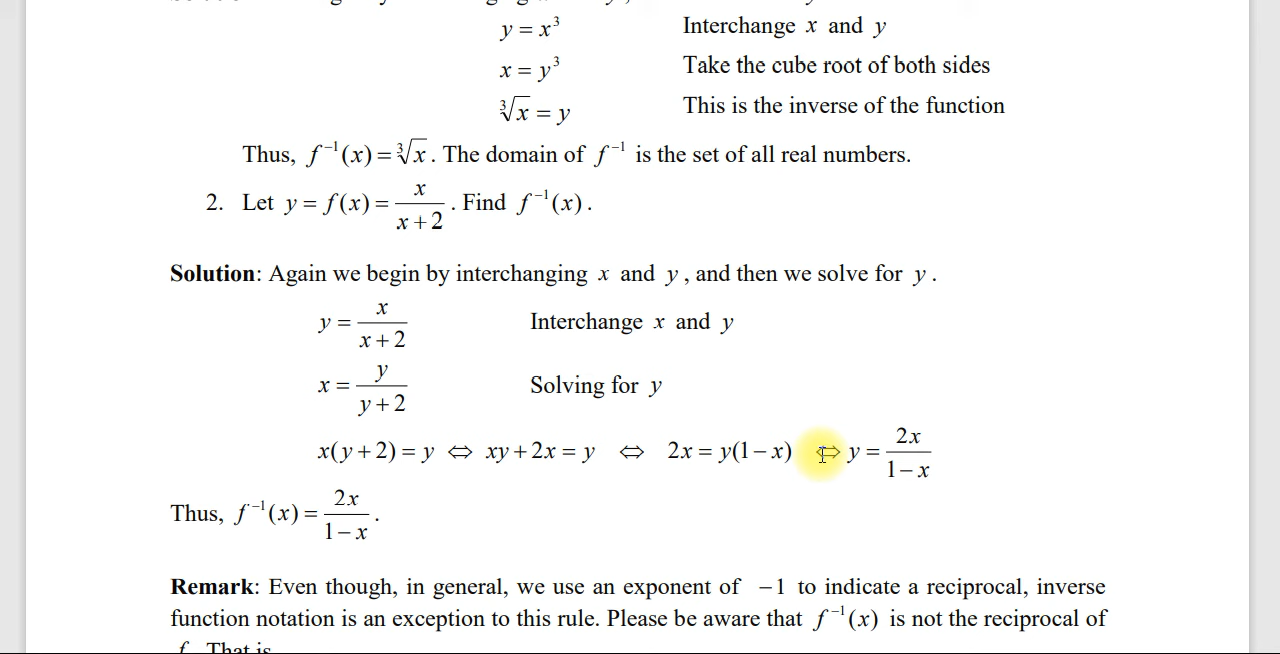 y = x³ Interchange x and y
x = y³ Take the cube root of both sides
∛x = y This is the inverse of the function
Thus, f⁻¹(x) = ∛x. The domain of f⁻¹ is the set of all real numbers.
2. Let y = f(x) = x/(x+2). Find f⁻¹(x).
Solution: Again we begin by interchanging x and y, and then we solve for y.
y = x/(x+2) Interchange x and y
x = y/(y+2) Solving for y
x(y+2) = y ⇔ xy+2x = y ⇔ 2x = y(1−x) ⇔ y = 2x/(1−x)
Thus, f⁻¹(x) = 2x/(1−x).
Remark: Even though, in general, we use an exponent of −1 to indicate a reciprocal, inverse
function notation is an exception to this rule. Please be aware that f⁻¹(x) is not the reciprocal of
f. That is